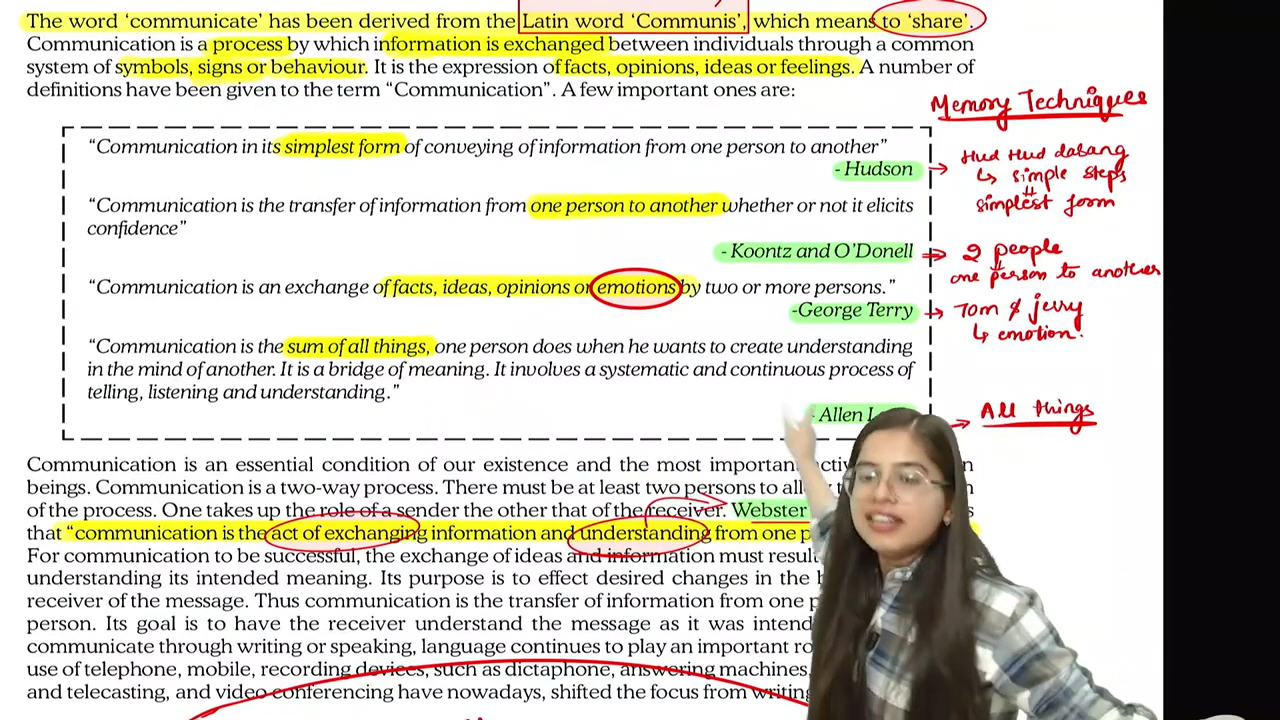 The word ‘communicate’ has been derived from the Latin word ‘Communis’, which means to ‘share’.
Communication is a process by which information is exchanged between individuals through a common
system of symbols, signs or behaviour. It is the expression of facts, opinions, ideas or feelings. A number of
definitions have been given to the term “Communication”. A few important ones are:
Memory Techniques
“Communication in its simplest form of conveying of information from one person to another”
- Hudson
Hud Hud dabang
simple steps
simplest form
“Communication is the transfer of information from one person to another whether or not it elicits
confidence”
- Koontz and O’Donell
2 people
one person to another
“Communication is an exchange of facts, ideas, opinions or emotions by two or more persons.”
-George Terry
Tom & jerry
emotion.
“Communication is the sum of all things, one person does when he wants to create understanding
in the mind of another. It is a bridge of meaning. It involves a systematic and continuous process of
telling, listening and understanding.”
- Allen
All things
Communication is an essential condition of our existence and the most important
beings. Communication is a two-way process. There must be at least two persons to
of the process. One takes up the role of a sender the other that of the receiver. Webster
that “communication is the act of exchanging information and understanding from one
For communication to be successful, the exchange of ideas and information must result
understanding its intended meaning. Its purpose is to effect desired changes in the
receiver of the message. Thus communication is the transfer of information from one
person. Its goal is to have the receiver understand the message as it was
communicate through writing or speaking, language continues to play an important
use of telephone, mobile, recording devices, such as dictaphone, answering machines,
and telecasting, and video conferencing have nowadays, shifted the focus from writing